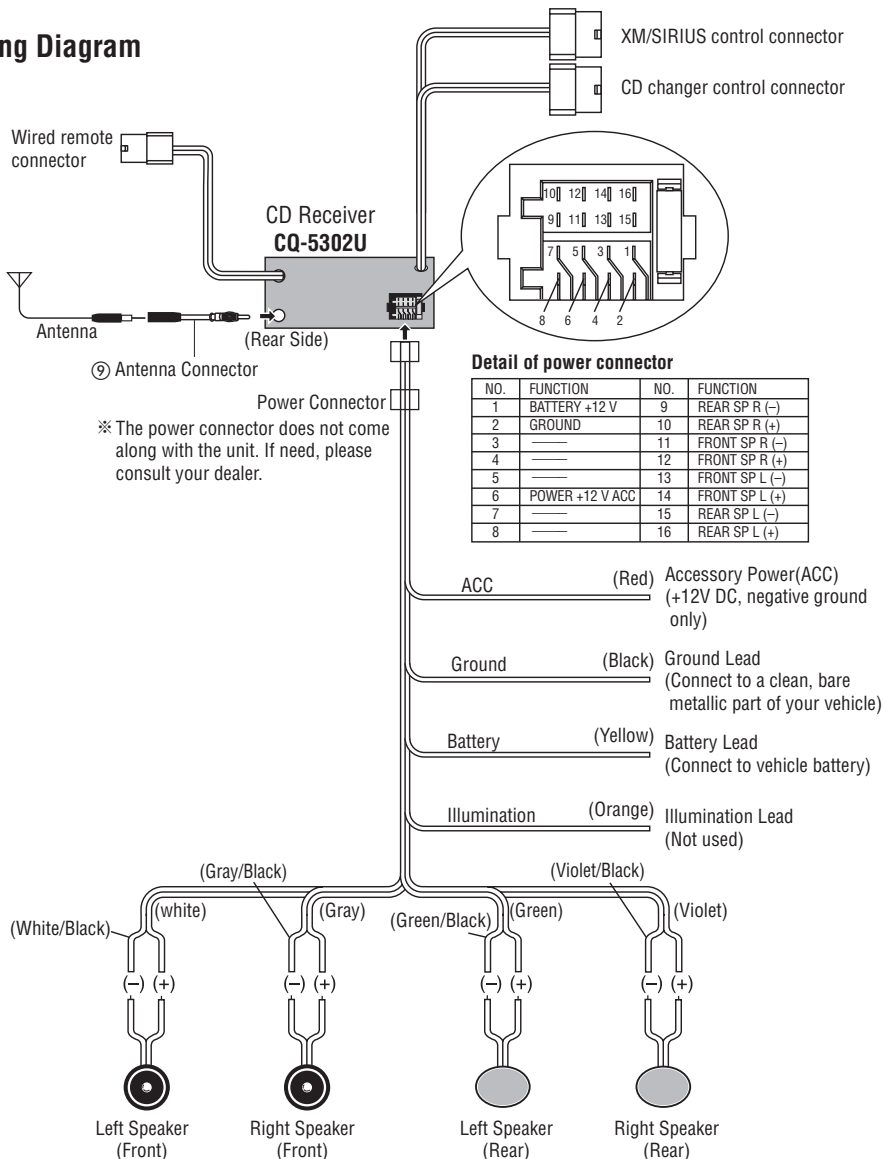 ng Diagram
XM/SIRIUS control connector
CD changer control connector
Wired remote
connector
CD Receiver
CQ-5302U
10 12 14 16
9 11 13 15
7 5 3 1
8 6 4 2
Antenna
(Rear Side)
⑨ Antenna Connector
Power Connector
※ The power connector does not come
along with the unit. If need, please
consult your dealer.
Detail of power connector
NO. FUNCTION NO. FUNCTION
1 BATTERY +12 V 9 REAR SP R (–)
2 GROUND 10 REAR SP R (+)
3 —— 11 FRONT SP R (–)
4 —— 12 FRONT SP R (+)
5 —— 13 FRONT SP L (–)
6 POWER +12 V ACC 14 FRONT SP L (+)
7 —— 15 REAR SP L (–)
8 —— 16 REAR SP L (+)
ACC (Red) Accessory Power(ACC)
(+12V DC, negative ground
only)
Ground (Black) Ground Lead
(Connect to a clean, bare
metallic part of your vehicle)
Battery (Yellow) Battery Lead
(Connect to vehicle battery)
Illumination (Orange) Illumination Lead
(Not used)
(Gray/Black) (Violet/Black)
(White/Black) (white) (Gray) (Green/Black) (Green) (Violet)
(–) (+) (–) (+) (–) (+) (–) (+)
Left Speaker Right Speaker Left Speaker Right Speaker
(Front) (Front) (Rear) (Rear)